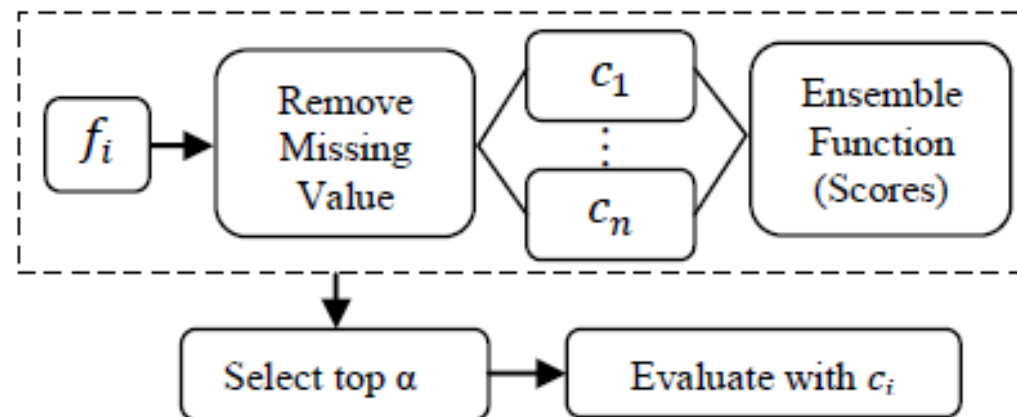 f_i
Remove
Missing
Value
c_1
⋮
c_n
Ensemble
Function
(Scores)
Select top α
Evaluate with c_i